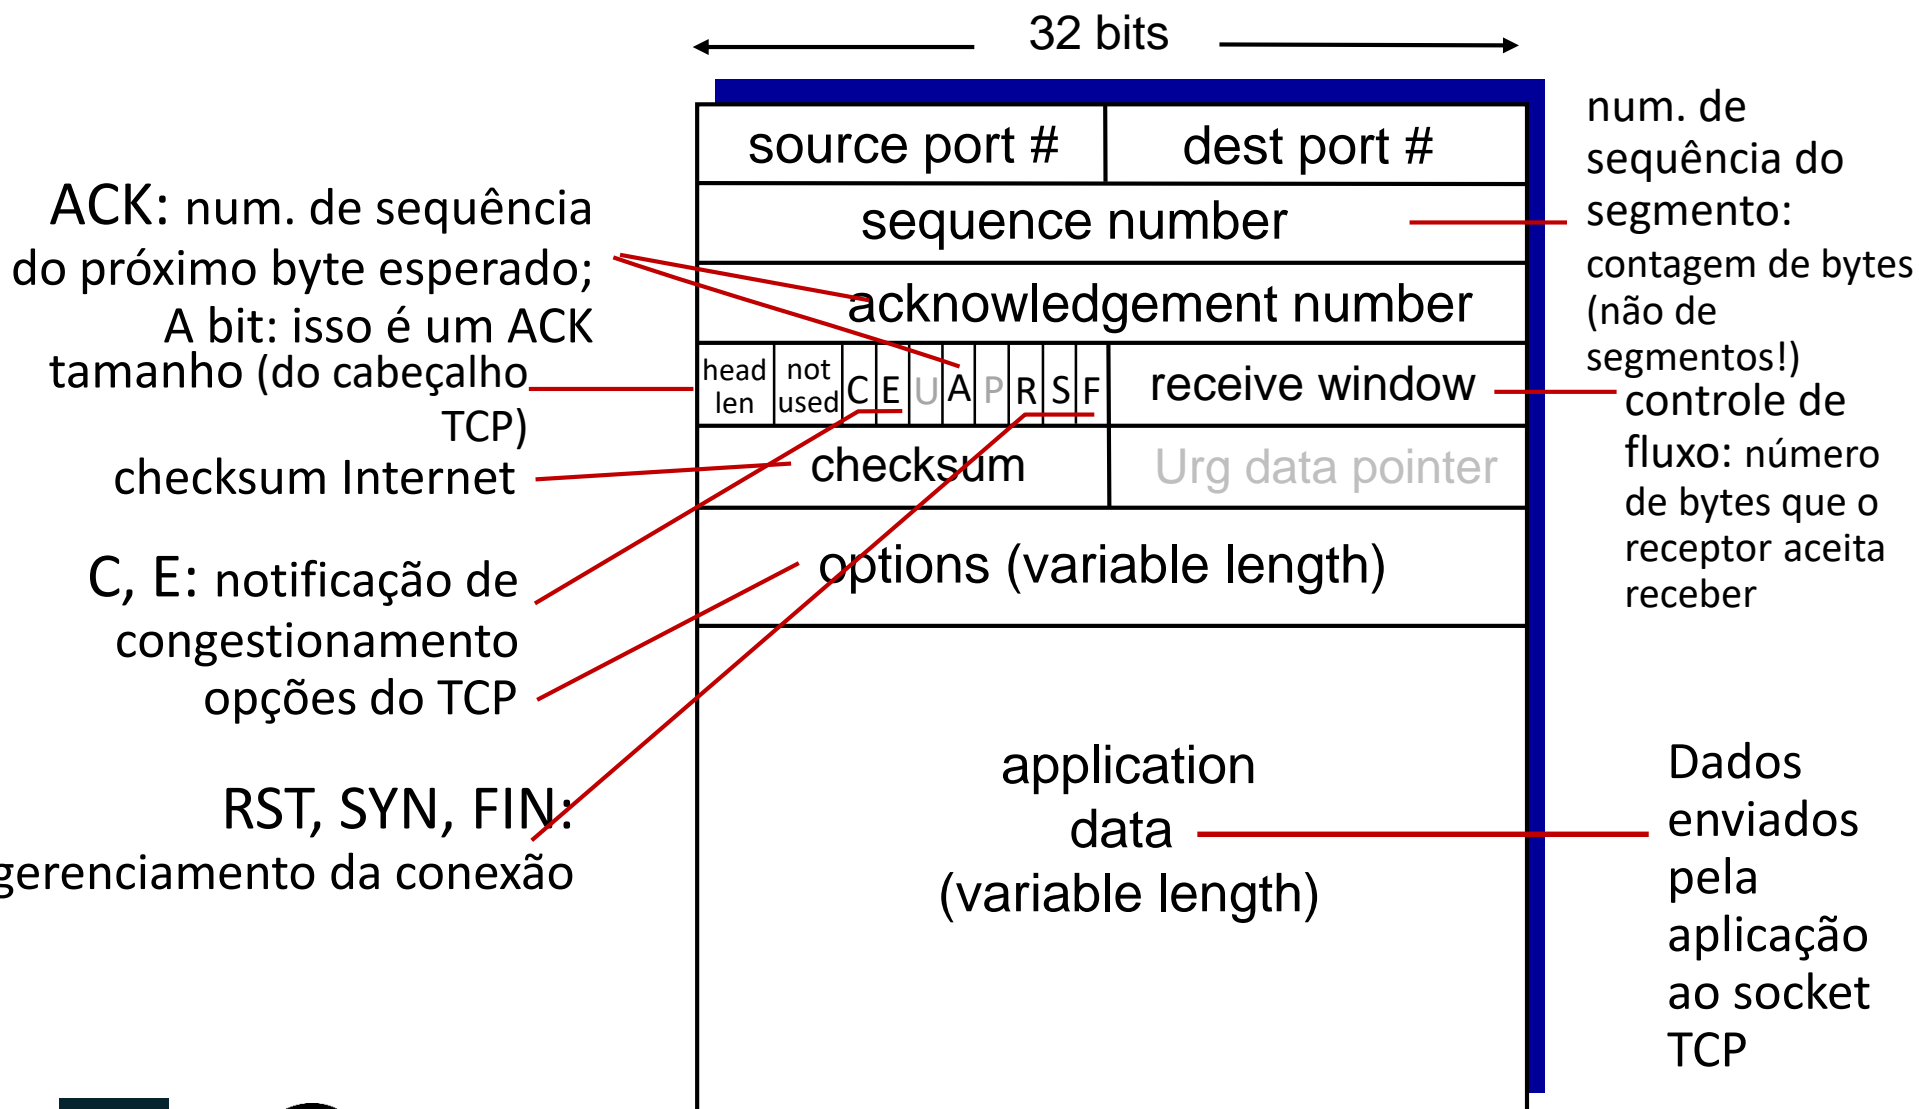 32 bits
source port #
dest port #
sequence number
acknowledgement number
head
len
not
used
C
E
U
A
P
R
S
F
receive window
checksum
Urg data pointer
options (variable length)
application
data
(variable length)
ACK: num. de sequência
do próximo byte esperado;
A bit: isso é um ACK
tamanho (do cabeçalho
TCP)
checksum Internet
C, E: notificação de
congestionamento
opções do TCP
RST, SYN, FIN:
gerenciamento da conexão
num. de
sequência do
segmento:
contagem de bytes
(não de
segmentos!)
controle de
fluxo: número
de bytes que o
receptor aceita
receber
Dados
enviados
pela
aplicação
ao socket
TCP